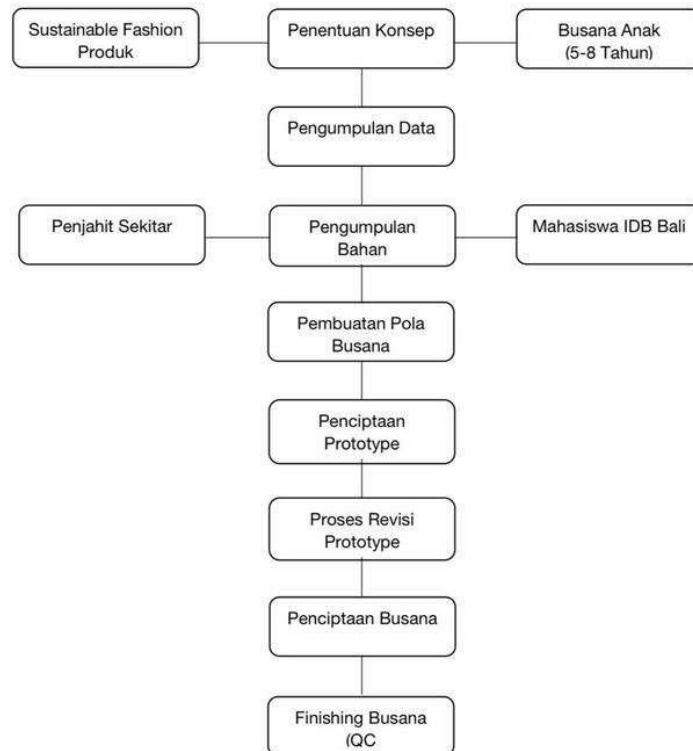 Sustainable Fashion
Produk
Penentuan Konsep
Busana Anak
(5-8 Tahun)
Pengumpulan Data
Penjahit Sekitar
Pengumpulan
Bahan
Mahasiswa IDB Bali
Pembuatan Pola
Busana
Penciptaan
Prototype
Proses Revisi
Prototype
Penciptaan Busana
Finishing Busana
(QC